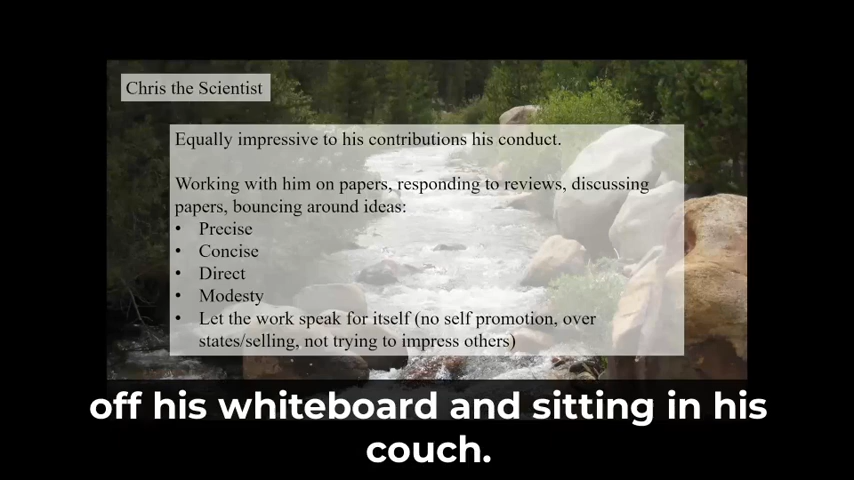 Chris the Scientist
Equally impressive to his contributions his conduct.
Working with him on papers, responding to reviews, discussing
papers, bouncing around ideas:
• Precise
• Concise
• Direct
• Modesty
• Let the work speak for itself (no self promotion, over
states/selling, not trying to impress others)
off his whiteboard and sitting in his
couch.